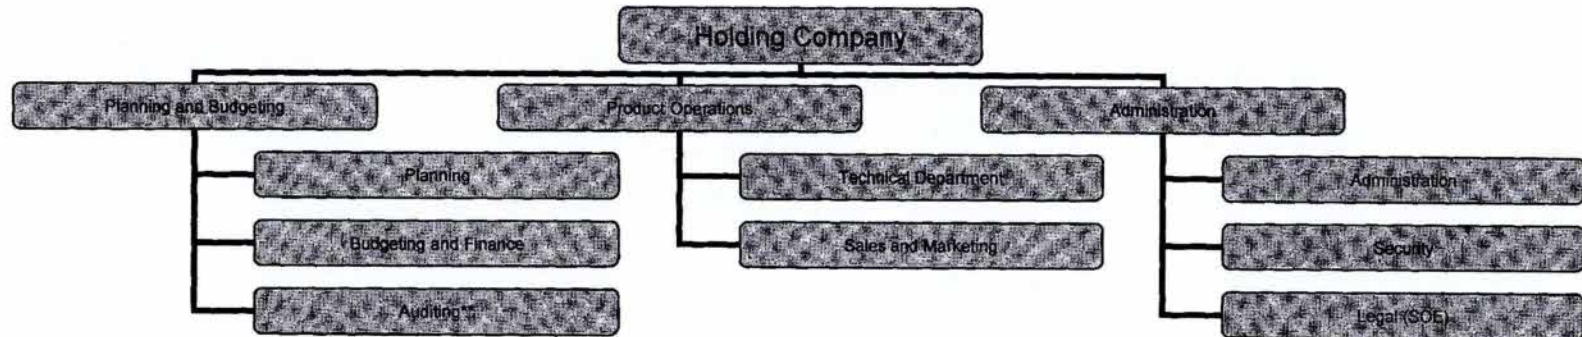 Holding Company
Planning and Budgeting
Product Operations
Administration
Planning
Technical Department
Administration
Budgeting and Finance
Sales and Marketing
Security
Auditing
Legal (SOE)